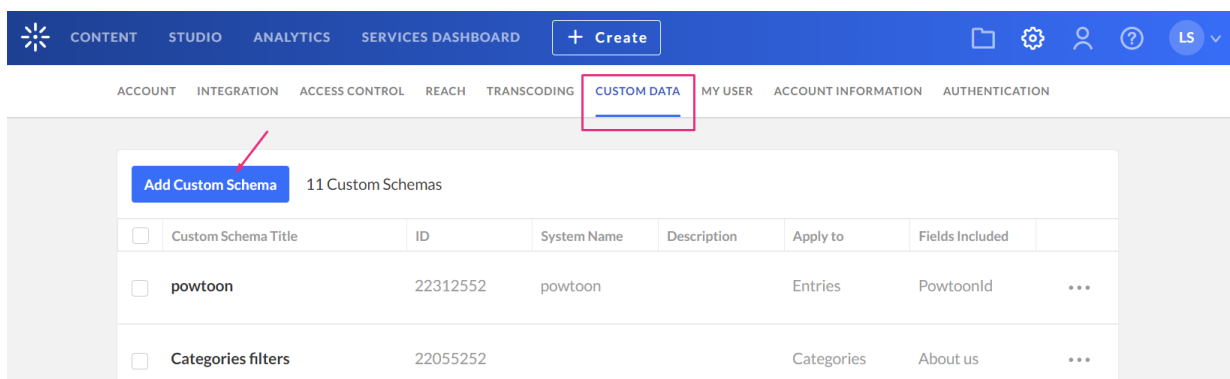 CONTENT STUDIO ANALYTICS SERVICES DASHBOARD + Create LS
ACCOUNT INTEGRATION ACCESS CONTROL REACH TRANSCODING CUSTOM DATA MY USER ACCOUNT INFORMATION AUTHENTICATION
Add Custom Schema 11 Custom Schemas
Custom Schema Title ID System Name Description Apply to Fields Included
powtoon 22312552 powtoon Entries PowtoonId
Categories filters 22055252 Categories About us